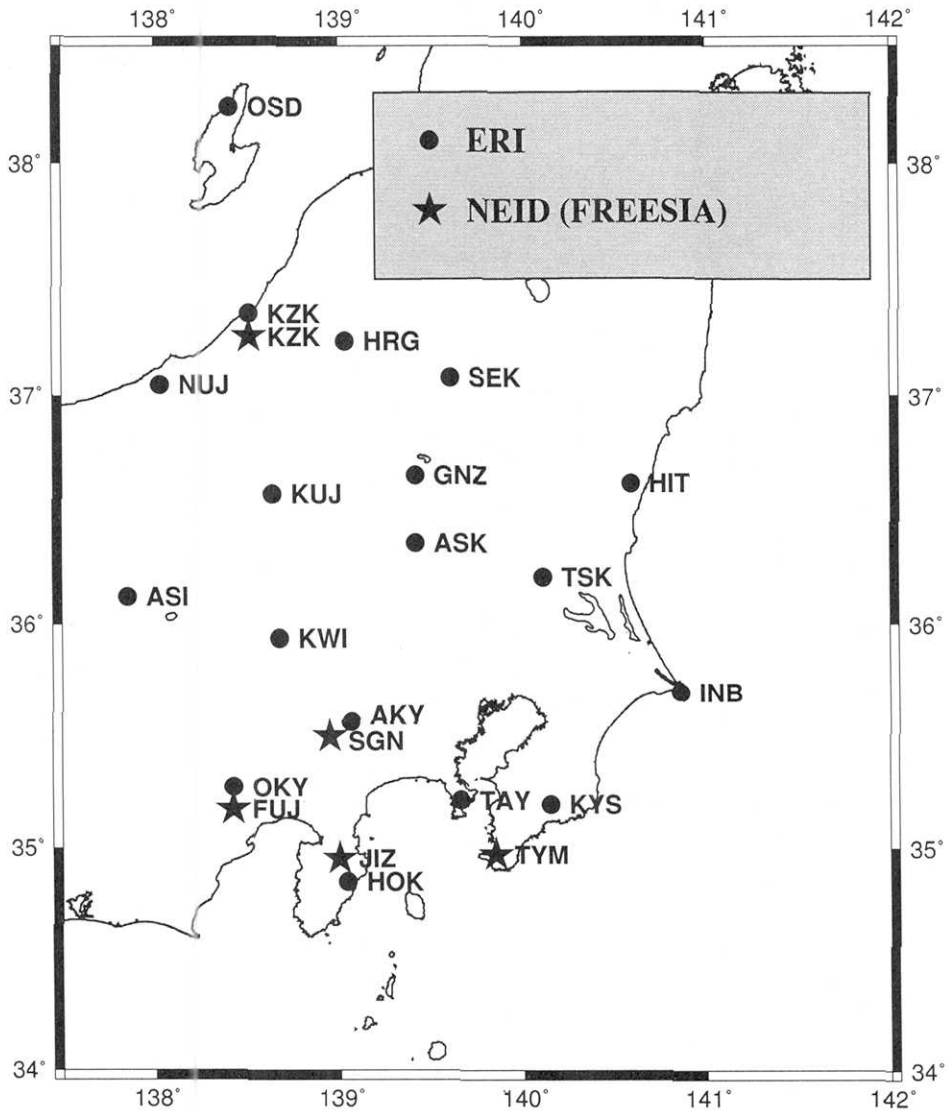 138° 139° 140° 141° 142°
OSD
ERI
38° 38°
NEID (FREESIA)
KZK
KZK HRG
NUJ SEK
37° 37°
GNZ
KUJ HIT
ASK
TSK
ASI
36° 36°
KWI
INB
AKY
SGN
OKY
FUJ TAY KYS
35° 35°
JIZ TYM
HOK
34° 34°
138° 139° 140° 141° 142°